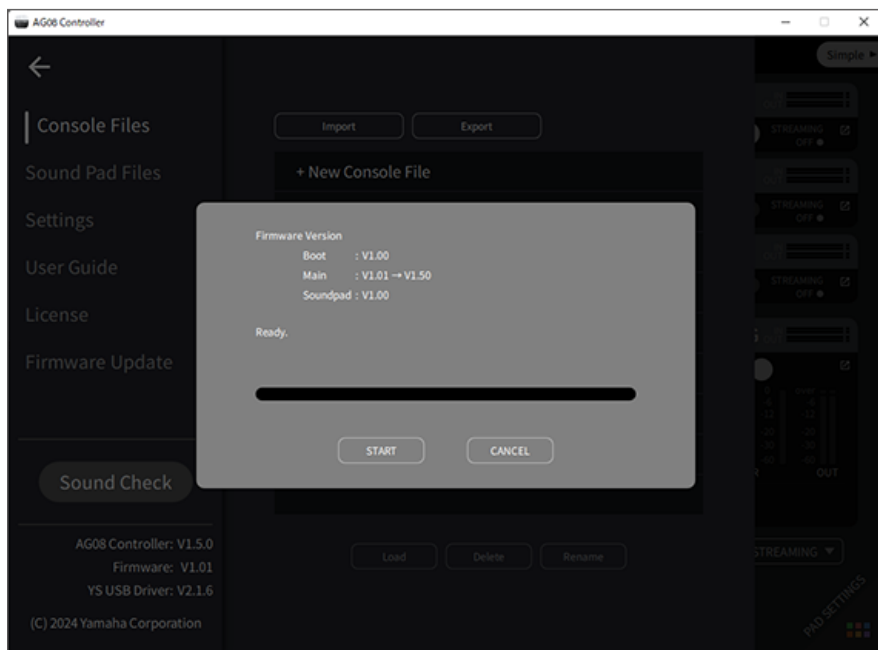 AG08 Controller
Simple
Console Files
Import
Export
STREAMING
OFF
+ New Console File
Sound Pad Files
Settings
STREAMING
OFF
Firmware Version
Boot : V1.00
Main : V1.01 → V1.50
Soundpad : V1.00
User Guide
STREAMING
OFF
License
Ready.
Firmware Update
START
CANCEL
Sound Check
OUT
AG08 Controller: V1.5.0
Firmware: V1.01
YS USB Driver: V2.1.6
(C) 2024 Yamaha Corporation
Load
Delete
Rename
STREAMING
PAD SETTINGS